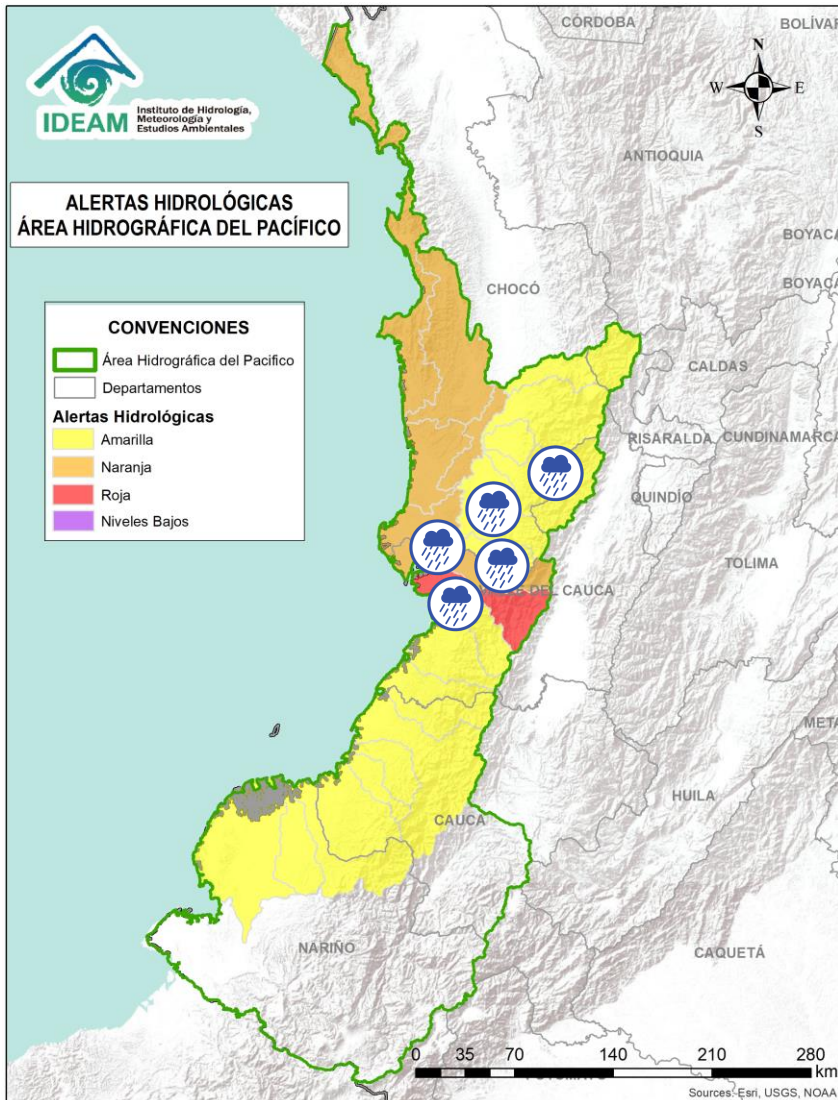 IDEAM
Instituto de Hidrología,
Meteorología y
Estudios Ambientales
ALERTAS HIDROLÓGICAS
ÁREA HIDROGRÁFICA DEL PACÍFICO
CONVENCIONES
Área Hidrográfica del Pacifico
Departamentos
Alertas Hidrológicas
Amarilla
Naranja
Roja
Niveles Bajos
N
W
E
S
CÓRDOBA
BOLÍVAR
ANTIOQUIA
BOYACÁ
CHOCÓ
BOYACÁ
CALDAS
RISARALDA
CUNDINAMARCA
QUINDÍO
TOLIMA
DEL CAUCA
META
HUILA
CAUCA
NARIÑO
CAQUETÁ
0 35 70 140 210 280
km
Sources: Esri, USGS, NOAA